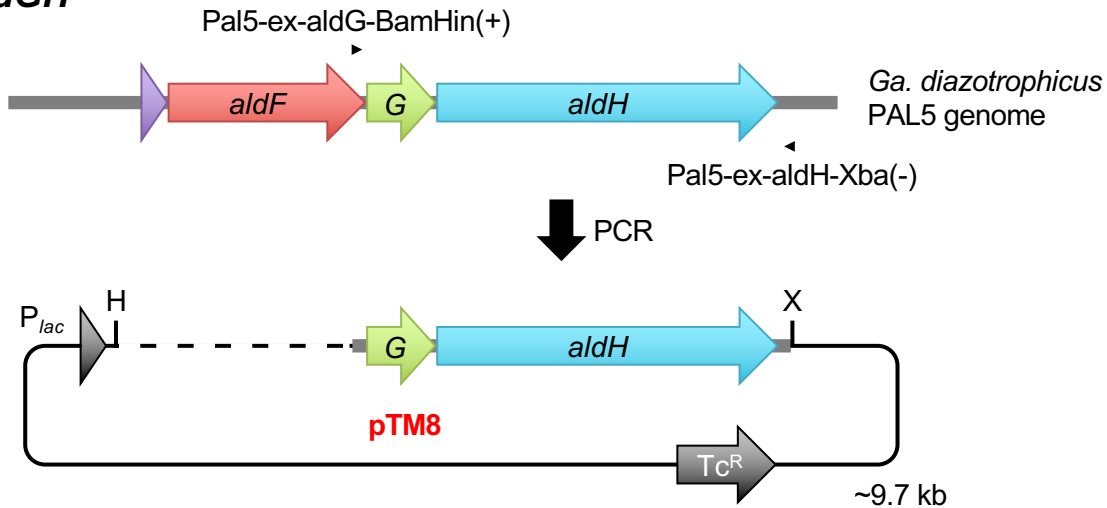 Pal5-ex-aldG-BamHin(+)
aldF
G
aldH
Ga. diazotrophicus
PAL5 genome
Pal5-ex-aldH-Xba(-)
PCR
Plac
H
X
G
aldH
pTM8
TcR
~9.7 kb